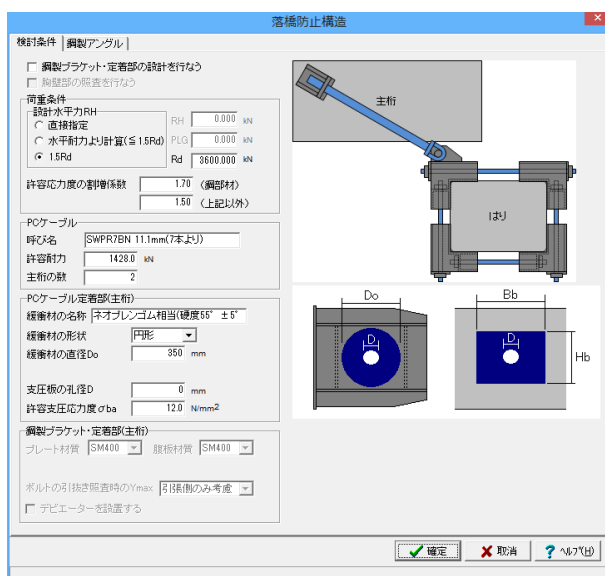 落橋防止構造
検討条件 鋼製アングル
鋼製ブラケット・定着部の設計を行なう
胸壁部の照査を行なう
荷重条件
設計水平力RH
直接指定 RH 0.000 kN
水平耐力より計算(≦1.5Rd) PLG 0.000 kN
1.5Rd Rd 3600.000 kN
許容応力度の割増係数 1.70 (鋼部材)
1.50 (上記以外)
PCケーブル
呼び名 SWPR7BN 11.1mm(7本より)
許容耐力 1428.0 kN
主桁の数 2
PCケーブル定着部(主桁)
緩衝材の名称 ネオプレンゴム相当(硬度55°±5°
緩衝材の形状 円形
緩衝材の直径Do 350 mm
支圧板の孔径D 0 mm
許容支圧応力度σba 12.0 N/mm2
鋼製ブラケット・定着部(主桁)
プレート材質 SM400 腹板材質 SM400
ボルトの引抜き照査時のYmax 引張側のみ考慮
デビエーターを設置する
主桁
はり
Do
D
Bb
D
Hb
確定 取消 ヘルプ(H)